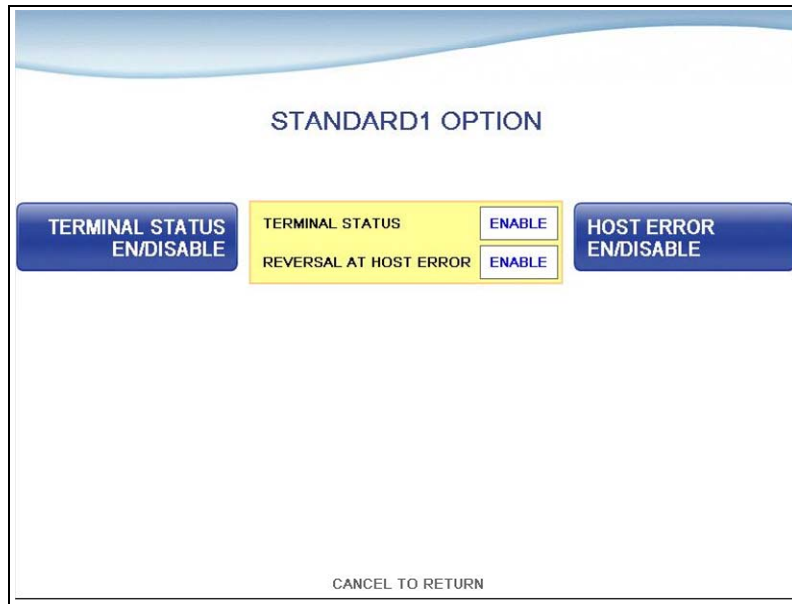 STANDARD1 OPTION
TERMINAL STATUS
EN/DISABLE
TERMINAL STATUS ENABLE
REVERSAL AT HOST ERROR ENABLE
HOST ERROR
EN/DISABLE
CANCEL TO RETURN